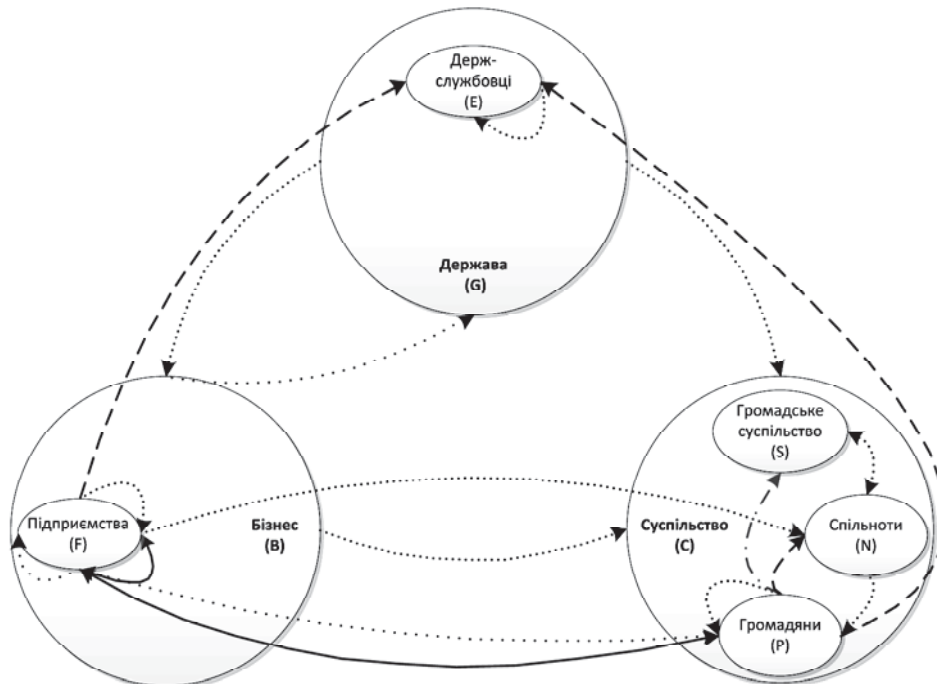 Держ-
службовці
(E)
Держава
(G)
Громадське
суспільство
(S)
Підприємства
(F)
Бізнес
(B)
Суспільство
(C)
Спільноти
(N)
Громадяни
(P)